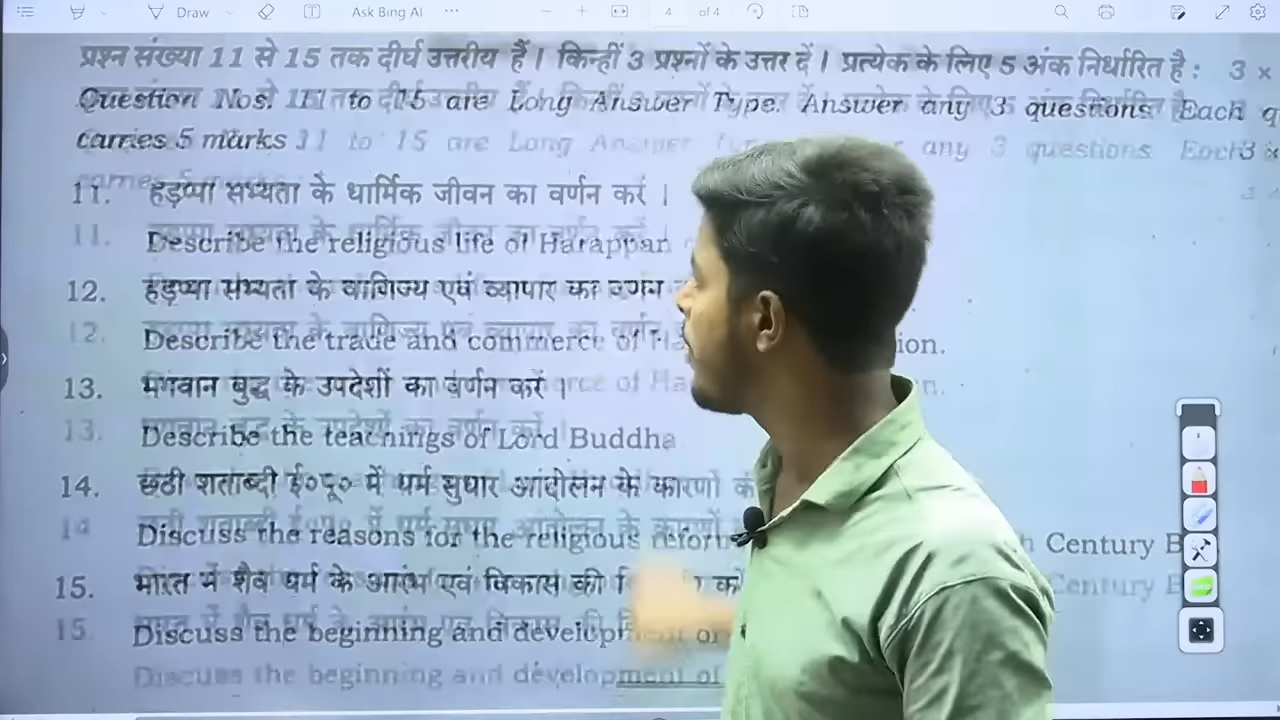 Draw
Ask Bing AI
4 of 4
प्रश्न संख्या 11 से 15 तक दीर्घ उत्तरीय हैं। किन्हीं 3 प्रश्नों के उत्तर दें। प्रत्येक के लिए 5 अंक निर्धारित है : 3 ×
Question Nos. 11 to 15 are Long Answer Type. Answer any 3 questions. Each q
carries 5 marks 3 ×
11. हड़प्पा सभ्यता के धार्मिक जीवन का वर्णन करें।
Describe the religious life of Harappan
12. हड़प्पा सभ्यता के वाणिज्य एवं व्यापार का वर्णन
Describe the trade and commerce of Ha ion.
13. भगवान बुद्ध के उपदेशों का वर्णन करें।
Describe the teachings of Lord Buddha
14. छठी शताब्दी ई०पू० में धर्म सुधार आंदोलन के कारणों की
Discuss the reasons for the religious reform h Century B
15. भारत में शैव धर्म के आरंभ एवं विकास की
Discuss the beginning and development of